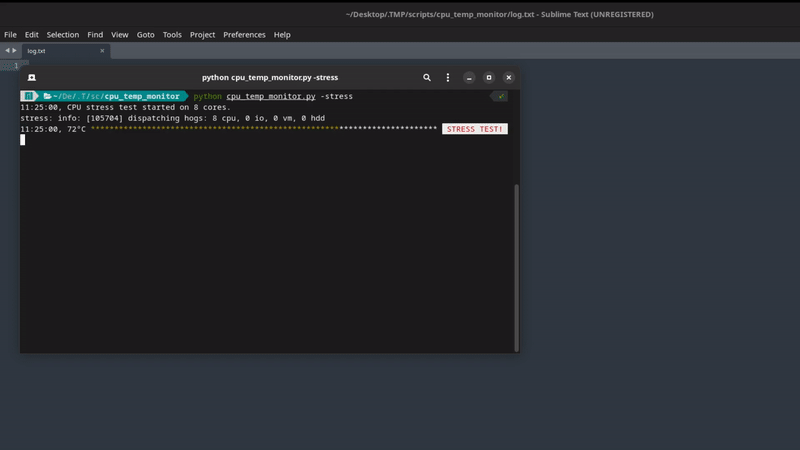 ~/Desktop/.TMP/scripts/cpu_temp_monitor/log.txt - Sublime Text (UNREGISTERED)
File Edit Selection Find View Goto Tools Project Preferences Help
log.txt
1
python cpu_temp_monitor.py -stress
~/De/.T/sc/cpu_temp_monitor python cpu_temp_monitor.py -stress
11:25:00, CPU stress test started on 8 cores.
stress: info: [105704] dispatching hogs: 8 cpu, 0 io, 0 vm, 0 hdd
11:25:00, 72°C ************************************************************************** STRESS TEST!